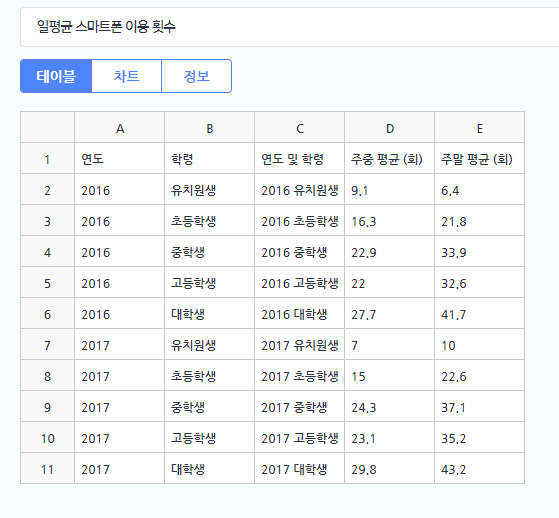 일평균 스마트폰 이용 횟수
테이블 차트 정보
A B C D E
1 연도 학령 연도 및 학령 주중 평균 (회) 주말 평균 (회)
2 2016 유치원생 2016 유치원생 9.1 6.4
3 2016 초등학생 2016 초등학생 16.3 21.8
4 2016 중학생 2016 중학생 22.9 33.9
5 2016 고등학생 2016 고등학생 22 32.6
6 2016 대학생 2016 대학생 27.7 41.7
7 2017 유치원생 2017 유치원생 7 10
8 2017 초등학생 2017 초등학생 15 22.6
9 2017 중학생 2017 중학생 24.3 37.1
10 2017 고등학생 2017 고등학생 23.1 35.2
11 2017 대학생 2017 대학생 29.8 43.2